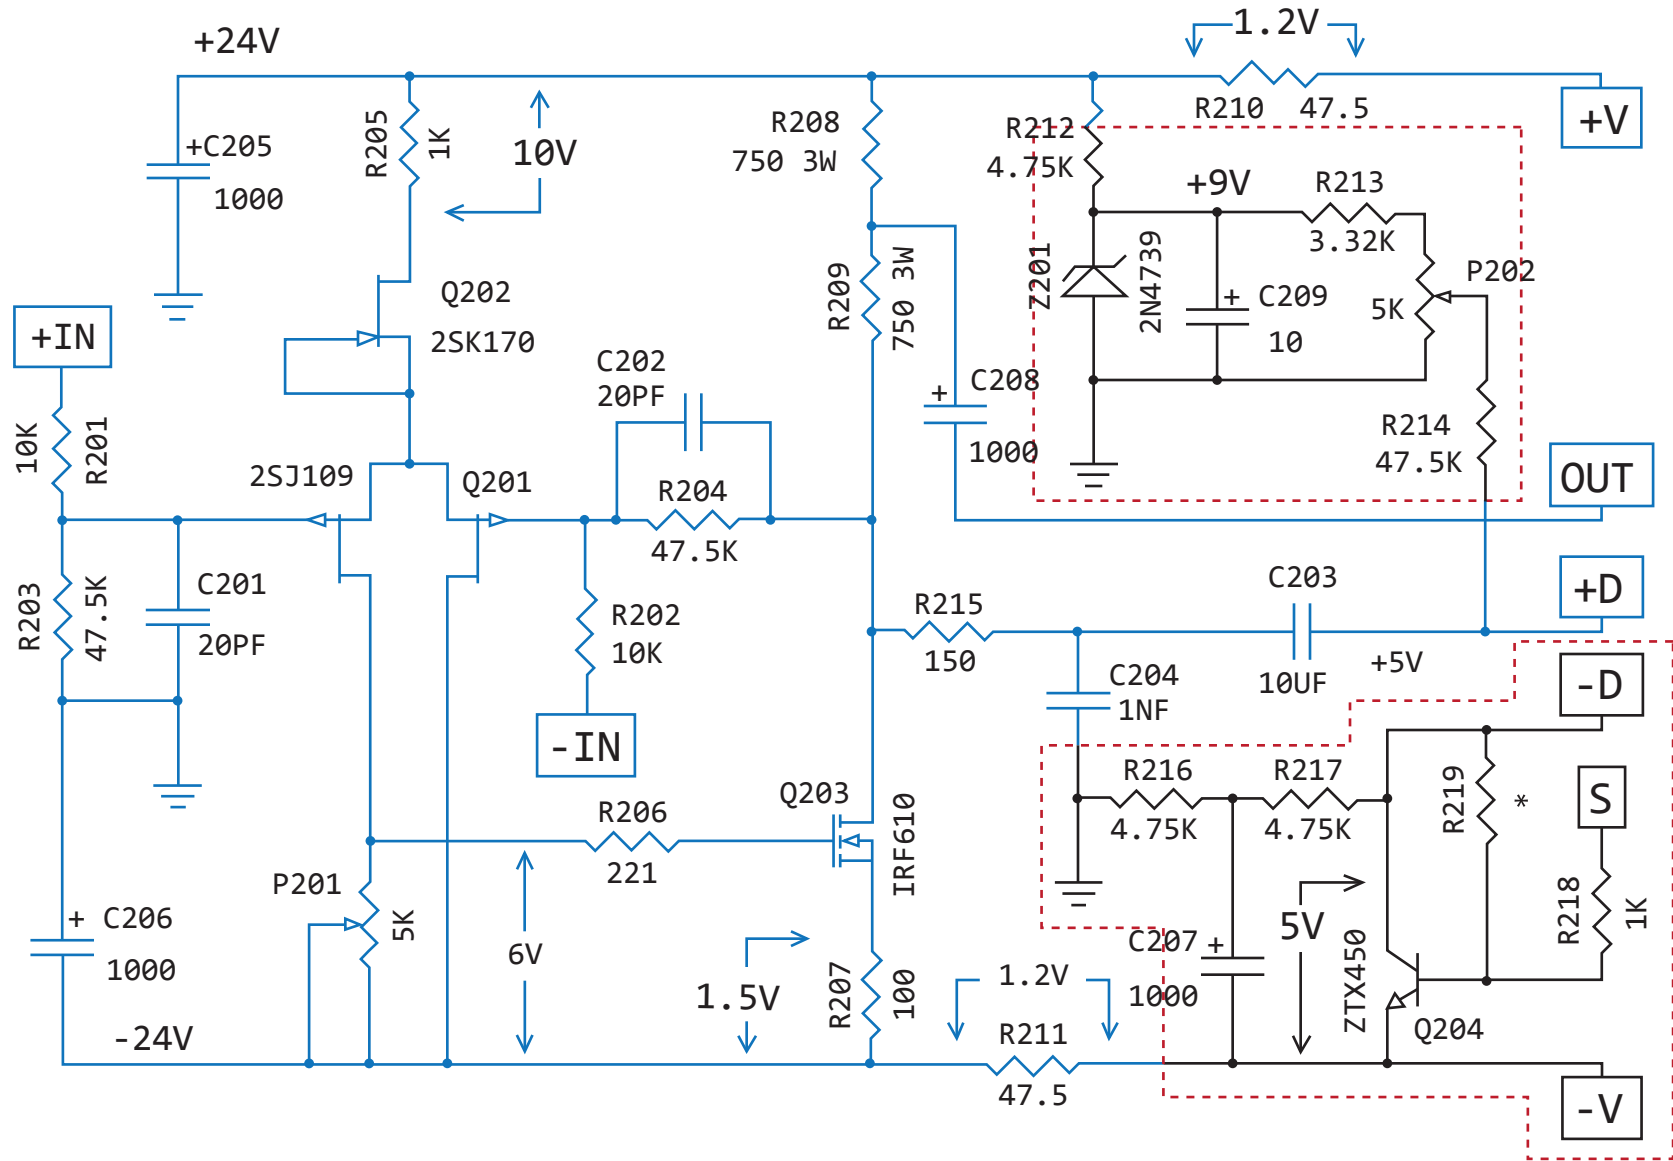 +24V
1.2V
R210 47.5
+V
+C205
1000
R205
1K
10V
R208
750 3W
R212
4.75K
+9V
R213
3.32K
Z201
2N4739
+ C209
10
P202
5K
R209
750 3W
Q202
2SK170
+IN
10K
R201
C202
20PF
+ C208
1000
R214
47.5K
OUT
2SJ109
Q201
R204
47.5K
R203
47.5K
C201
20PF
R202
10K
-IN
R215
150
C203
10UF
+D
+5V
C204
1NF
-D
R216
4.75K
R217
4.75K
R219
*
S
Q203
IRF610
R206
221
P201
5K
+ C206
1000
6V
1.5V
R207
100
1.2V
R211
47.5
C207 +
1000
5V
ZTX450
Q204
R218
1K
-24V
-V